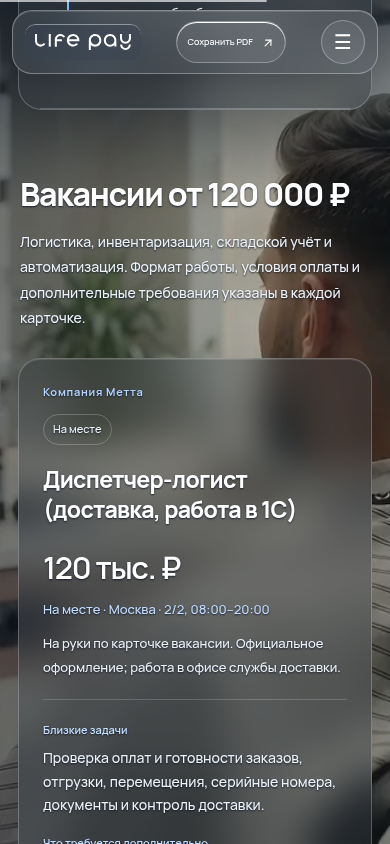 LIFE PAY
Сохранить PDF
Вакансии от 120 000 ₽
Логистика, инвентаризация, складской учёт и
автоматизация. Формат работы, условия оплаты и
дополнительные требования указаны в каждой
карточке.
Компания Метта
На месте
Диспетчер-логист
(доставка, работа в 1С)
120 тыс. ₽
На месте · Москва · 2/2, 08:00–20:00
На руки по карточке вакансии. Официальное
оформление; работа в офисе службы доставки.
Близкие задачи
Проверка оплат и готовности заказов,
отгрузки, перемещения, серийные номера,
документы и контроль доставки.
Что требуется дополнительно